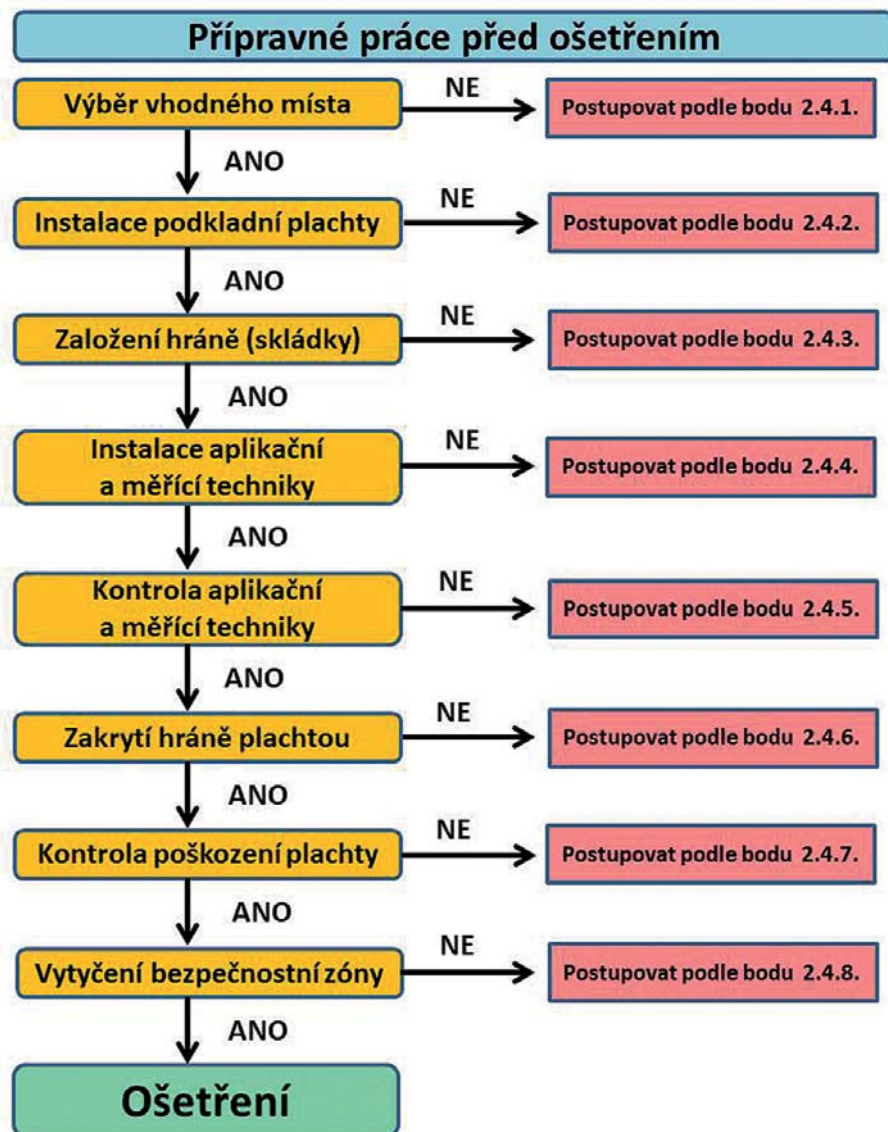 Přípravné práce před ošetřením
Výběr vhodného místa
NE
Postupovat podle bodu 2.4.1.
ANO
Instalace podkladní plachty
NE
Postupovat podle bodu 2.4.2.
ANO
Založení hráně (skládky)
NE
Postupovat podle bodu 2.4.3.
ANO
Instalace aplikační
a měřící techniky
NE
Postupovat podle bodu 2.4.4.
ANO
Kontrola aplikační
a měřící techniky
NE
Postupovat podle bodu 2.4.5.
ANO
Zakrytí hráně plachtou
NE
Postupovat podle bodu 2.4.6.
ANO
Kontrola poškození plachty
NE
Postupovat podle bodu 2.4.7.
ANO
Vytyčení bezpečnostní zóny
NE
Postupovat podle bodu 2.4.8.
ANO
Ošetření